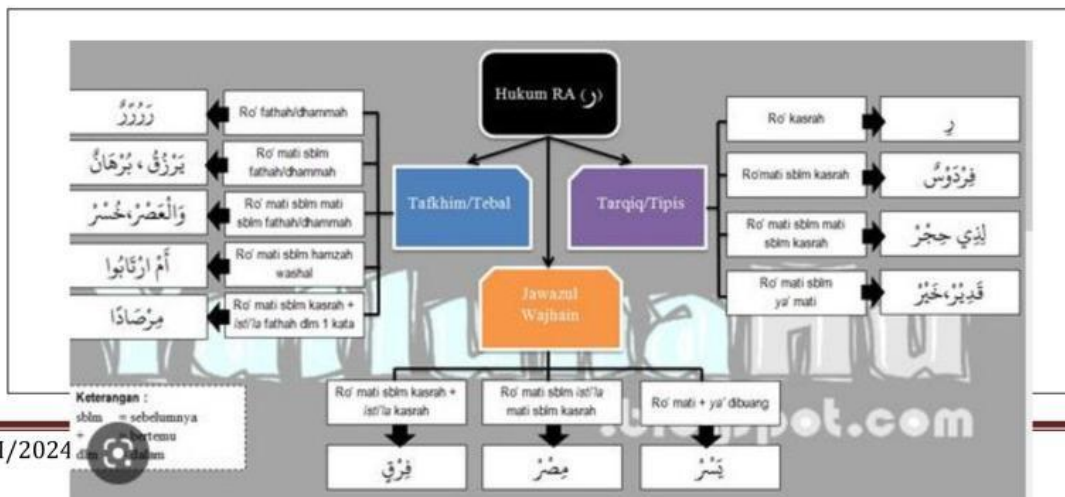 Hukum RA (ر)
Tafkhim/Tebal
Tarqiq/Tipis
Jawazul
Wajhain
رَرُرَرٌ
Ro' fathah/dhammah
يَرْزُقُ ، بُرْهَانٌ
Ro' mati sblm
fathah/dhammah
وَالْعَصْرْ،خُسْرْ
Ro' mati sblm mati
sblm fathah/dhammah
أَمْ ارْتَابُوا
Ro' mati sblm hamzah
washal
مِرْصَادًا
Ro' mati sblm kasrah +
isti'la fathah dlm 1 kata
Ro' kasrah
رِ
Ro'mati sblm kasrah
فِرْدَوْسٌ
Ro' mati sblm mati
sblm kasrah
لِذِي حِجْرْ
Ro' mati sblm
ya' mati
قَدِيْرْ،خَيْرْ
Ro' mati sblm kasrah +
isti'la kasrah
Ro' mati sblm isti'la
mati sblm kasrah
Ro' mati + ya' dibuang
فِرْقٍ
مِصْرْ
يَسْرْ
Keterangan :
sblm = sebelumnya
+ bertemu
dlm dalam
.blogspot.com
I/2024